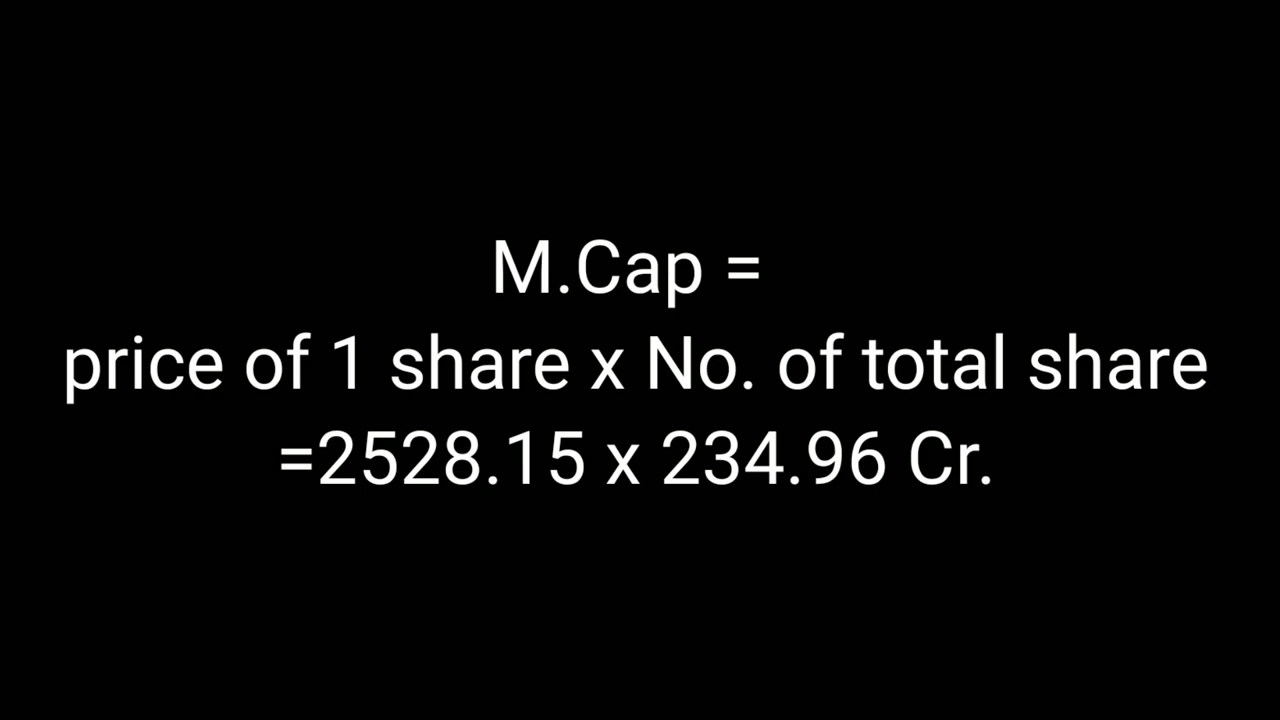 M.Cap =
price of 1 share x No. of total share
=2528.15 x 234.96 Cr.